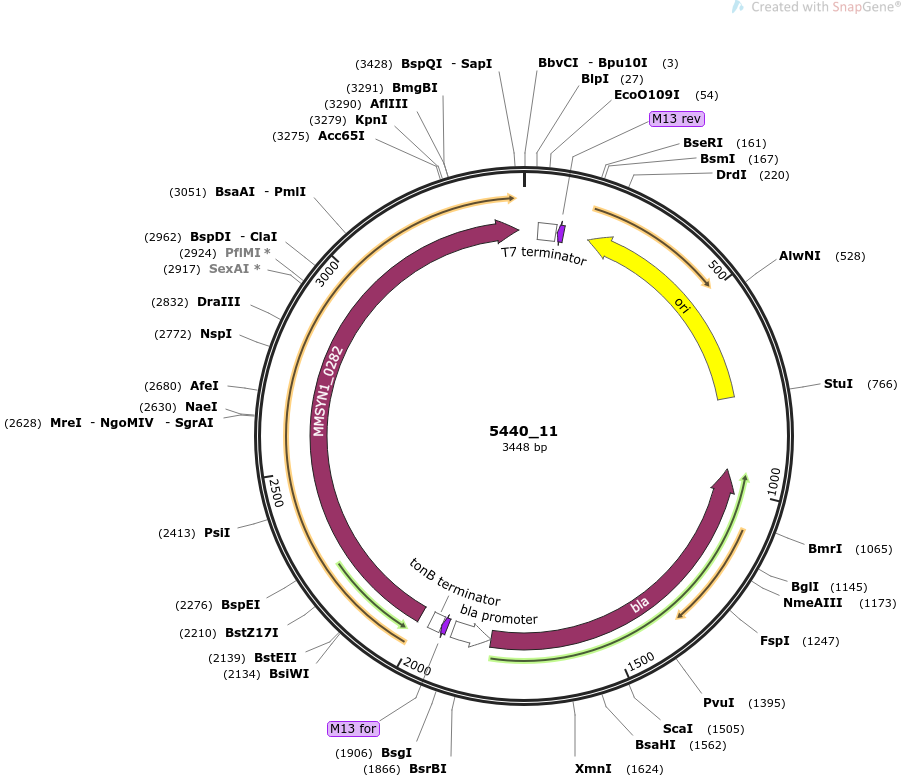 Created with SnapGene®
(3428) BspQI - SapI
BbvCI - Bpu10I (3)
BlpI (27)
(3291) BmgBI
EcoO109I (54)
(3290) AflIII
(3279) KpnI
M13 rev
(3275) Acc65I
BseRI (161)
BsmI (167)
DrdI (220)
(3051) BsaAI - PmlI
(2962) BspDI - ClaI
(2924) PflMI *
(2917) SexAI *
T7 terminator
3000
500
AlwNI (528)
(2832) DraIII
ori
(2772) NspI
MMSYN1_0282
(2680) AfeI
StuI (766)
(2630) NaeI
(2628) MreI - NgoMIV - SgrAI
5440_11
3448 bp
2500
1000
(2413) PsiI
BmrI (1065)
tonB terminator
BglI (1145)
NmeAIII (1173)
(2276) BspEI
bla promoter
bla
(2210) BstZ17I
FspI (1247)
(2139) BstEII
(2134) BsiWI
2000
1500
PvuI (1395)
M13 for
ScaI (1505)
(1906) BsgI
BsaHI (1562)
(1866) BsrBI
XmnI (1624)